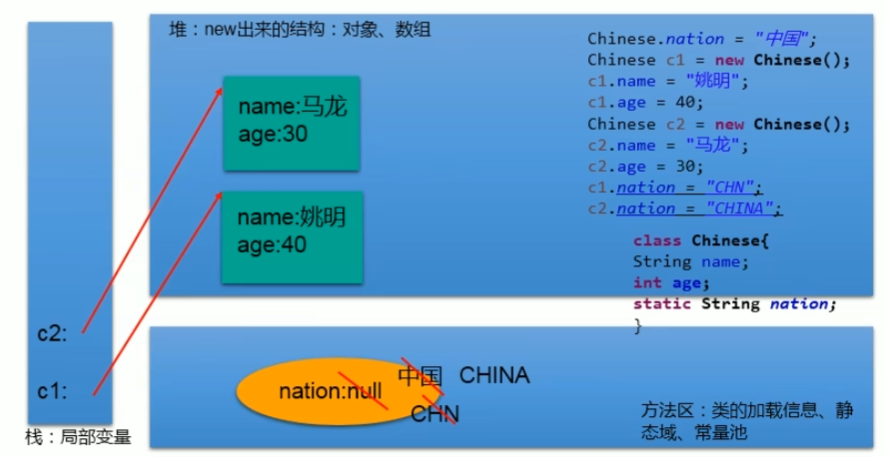 堆：new出来的结构：对象、数组
name:马龙
age:30
name:姚明
age:40
Chinese.nation = "中国";
Chinese c1 = new Chinese();
c1.name = "姚明";
c1.age = 40;
Chinese c2 = new Chinese();
c2.name = "马龙";
c2.age = 30;
c1.nation = "CHN";
c2.nation = "CHINA";
class Chinese{
String name;
int age;
static String nation;
}
c2:
c1:
栈：局部变量
nation:null
中国
CHINA
CHN
方法区：类的加载信息、静
态域、常量池